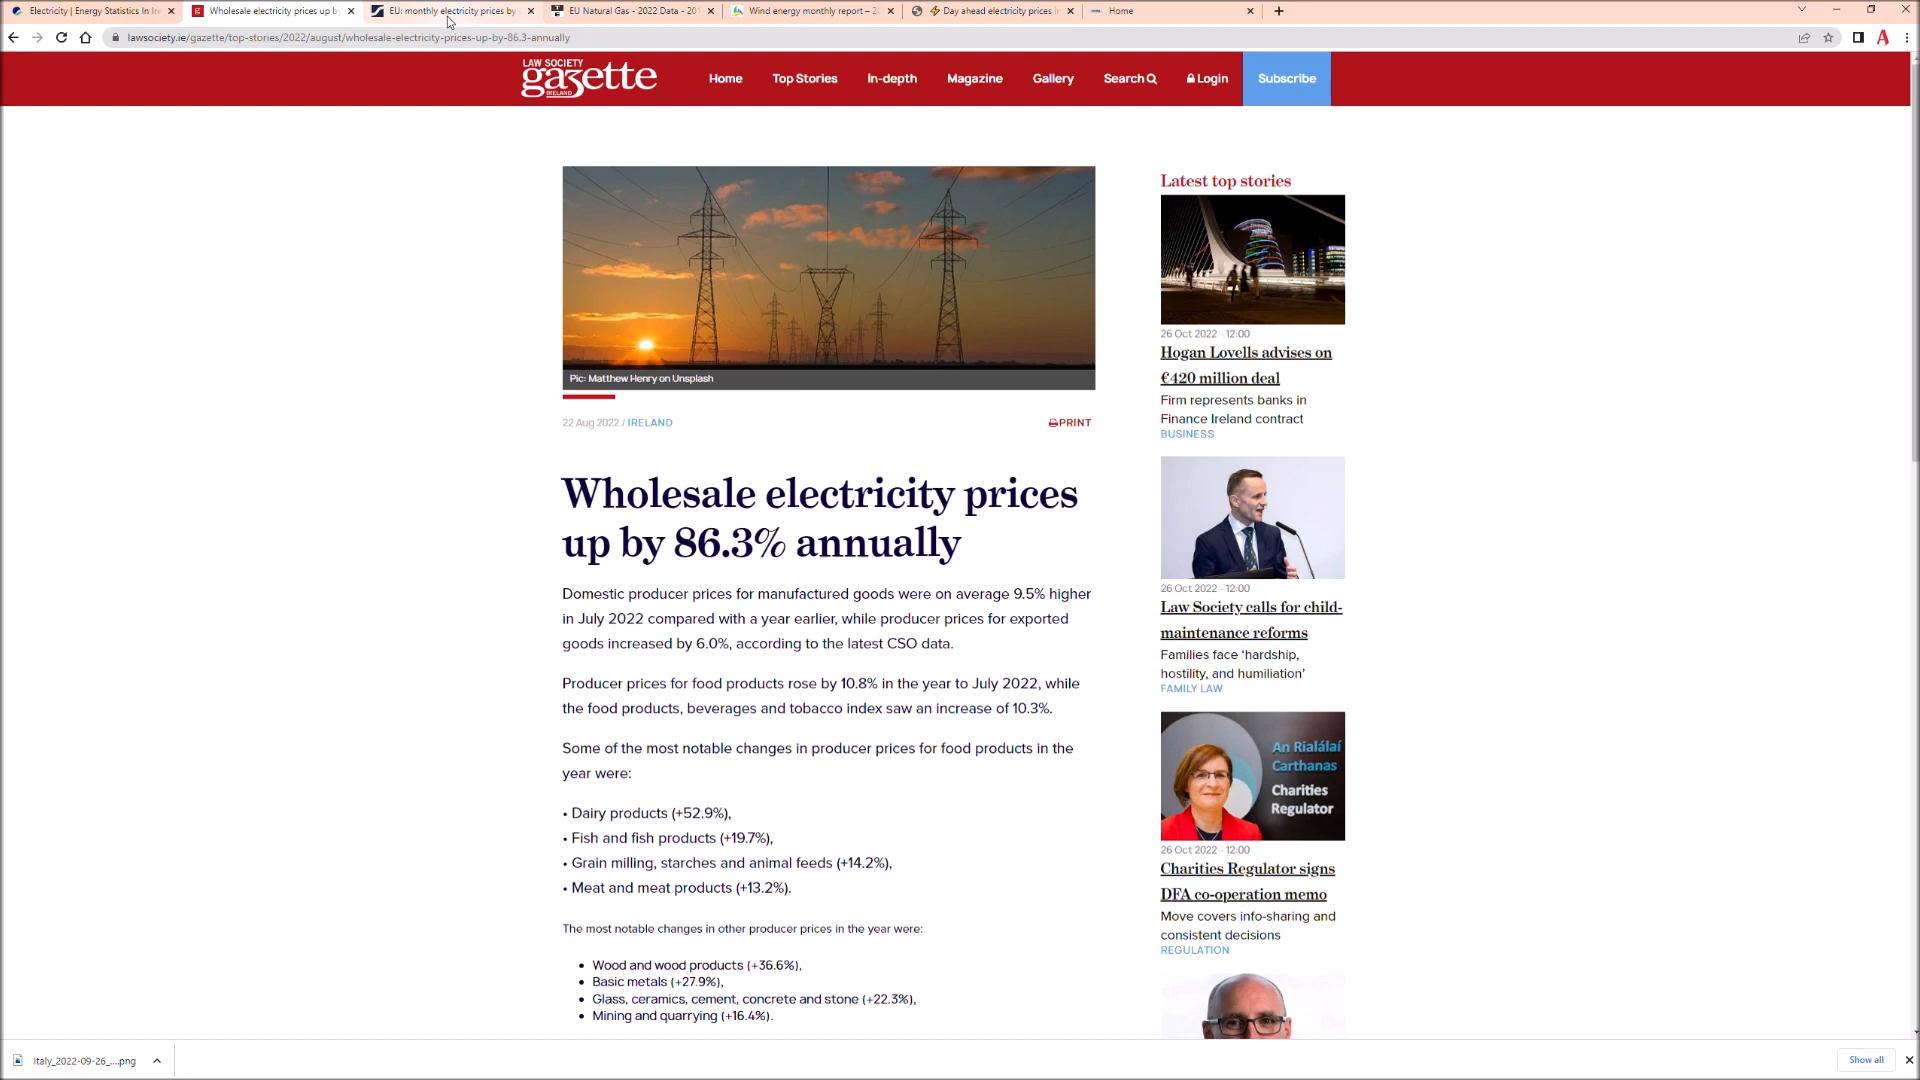 Electricity | Energy Statistics In Ire
Wholesale electricity prices up by
EU: monthly electricity prices by
EU Natural Gas - 2022 Data - 20
Wind energy monthly report – 20
Day ahead electricity prices in
Home
lawsociety.ie/gazette/top-stories/2022/august/wholesale-electricity-prices-up-by-86.3-annually
LAW SOCIETY
gazette
IRELAND
Home
Top Stories
In-depth
Magazine
Gallery
Search
Login
Subscribe
Pic: Matthew Henry on Unsplash
22 Aug 2022 / IRELAND
PRINT
Wholesale electricity prices
up by 86.3% annually
Domestic producer prices for manufactured goods were on average 9.5% higher
in July 2022 compared with a year earlier, while producer prices for exported
goods increased by 6.0%, according to the latest CSO data.
Producer prices for food products rose by 10.8% in the year to July 2022, while
the food products, beverages and tobacco index saw an increase of 10.3%.
Some of the most notable changes in producer prices for food products in the
year were:
• Dairy products (+52.9%),
• Fish and fish products (+19.7%),
• Grain milling, starches and animal feeds (+14.2%),
• Meat and meat products (+13.2%).
The most notable changes in other producer prices in the year were:
• Wood and wood products (+36.6%),
• Basic metals (+27.9%),
• Glass, ceramics, cement, concrete and stone (+22.3%),
• Mining and quarrying (+16.4%).
Latest top stories
26 Oct 2022 - 12:00
Hogan Lovells advises on
€420 million deal
Firm represents banks in
Finance Ireland contract
BUSINESS
26 Oct 2022 - 12:00
Law Society calls for child-
maintenance reforms
Families face ‘hardship,
hostility, and humiliation’
FAMILY LAW
An Rialálaí
Carthanas
Charities
Regulator
26 Oct 2022 - 12:00
Charities Regulator signs
DFA co-operation memo
Move covers info-sharing and
consistent decisions
REGULATION
Italy_2022-09-26_....png
Show all